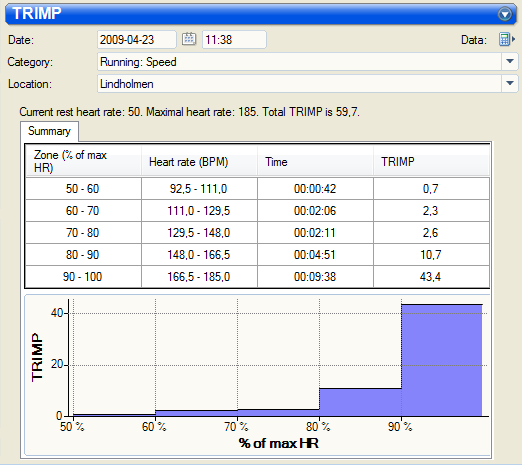 TRIMP
Date: 2009-04-23 11:38 Data:
Category: Running: Speed
Location: Lindholmen
Current rest heart rate: 50. Maximal heart rate: 185. Total TRIMP is 59,7.
Summary
Zone (% of max HR) Heart rate (BPM) Time TRIMP
50 - 60 92,5 - 111,0 00:00:42 0,7
60 - 70 111,0 - 129,5 00:02:06 2,3
70 - 80 129,5 - 148,0 00:02:11 2,6
80 - 90 148,0 - 166,5 00:04:51 10,7
90 - 100 166,5 - 185,0 00:09:38 43,4
TRIMP
40
20
0
50 % 60 % 70 % 80 % 90 %
% of max HR